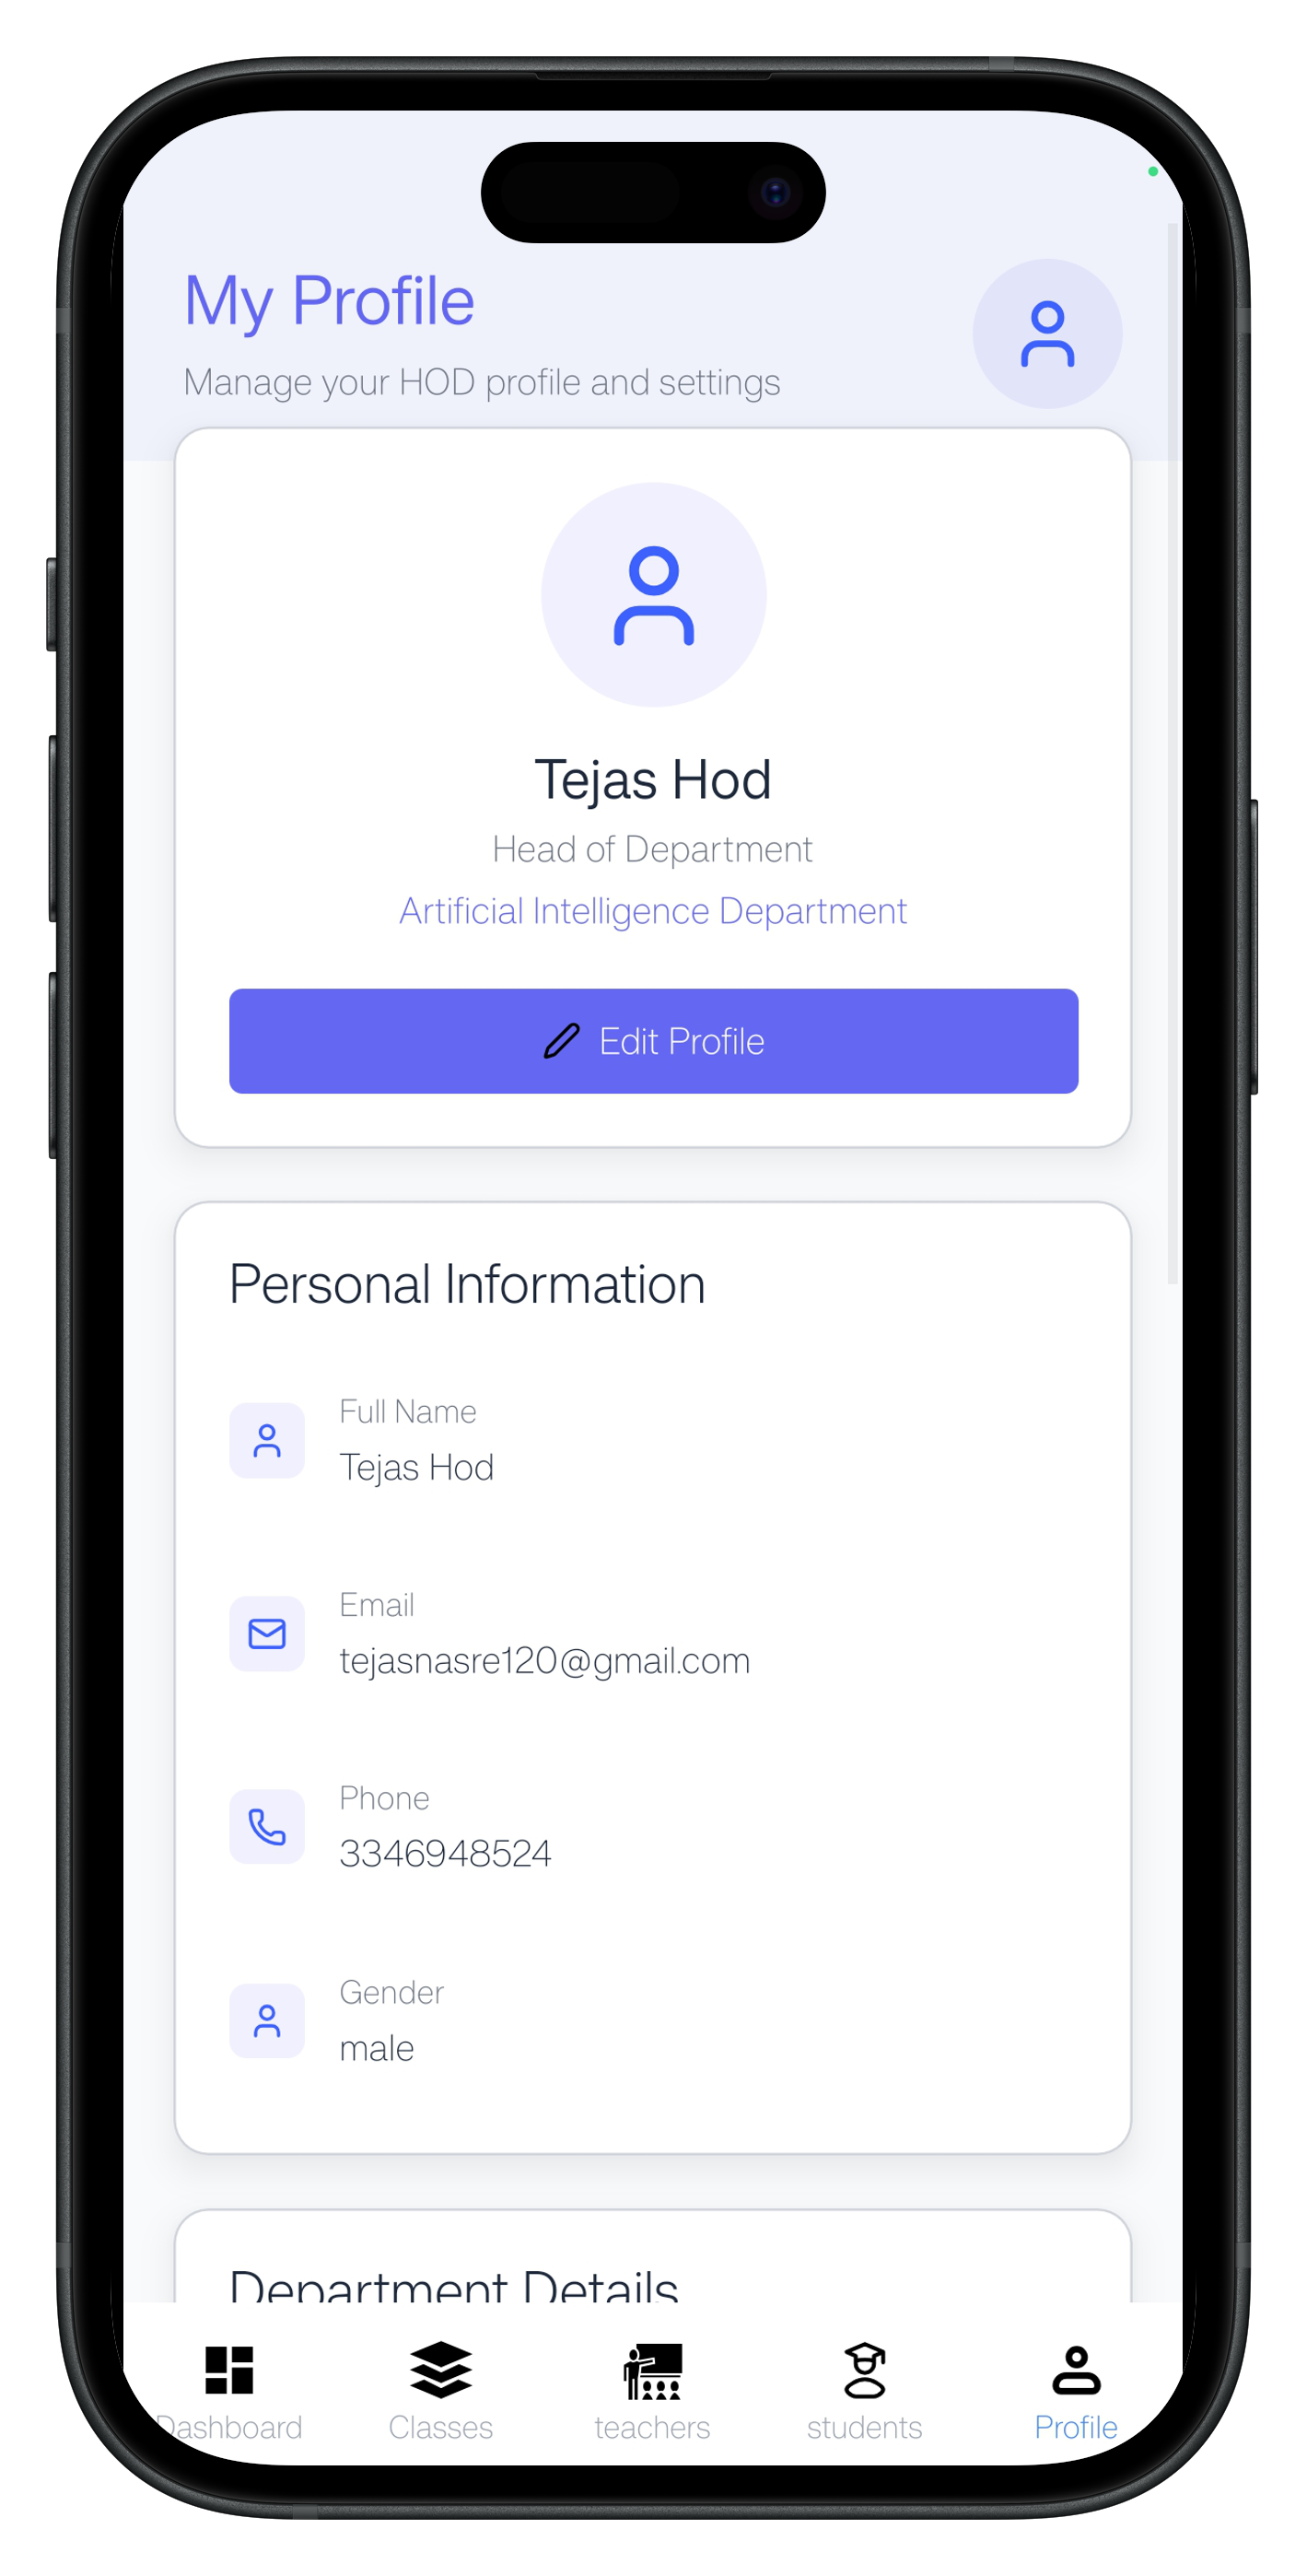 My Profile
Manage your HOD profile and settings
Tejas Hod
Head of Department
Artificial Intelligence Department
Edit Profile
Personal Information
Full Name
Tejas Hod
Email
tejasnasre120@gmail.com
Phone
3346948524
Gender
male
Department Details
Dashboard Classes teachers students Profile